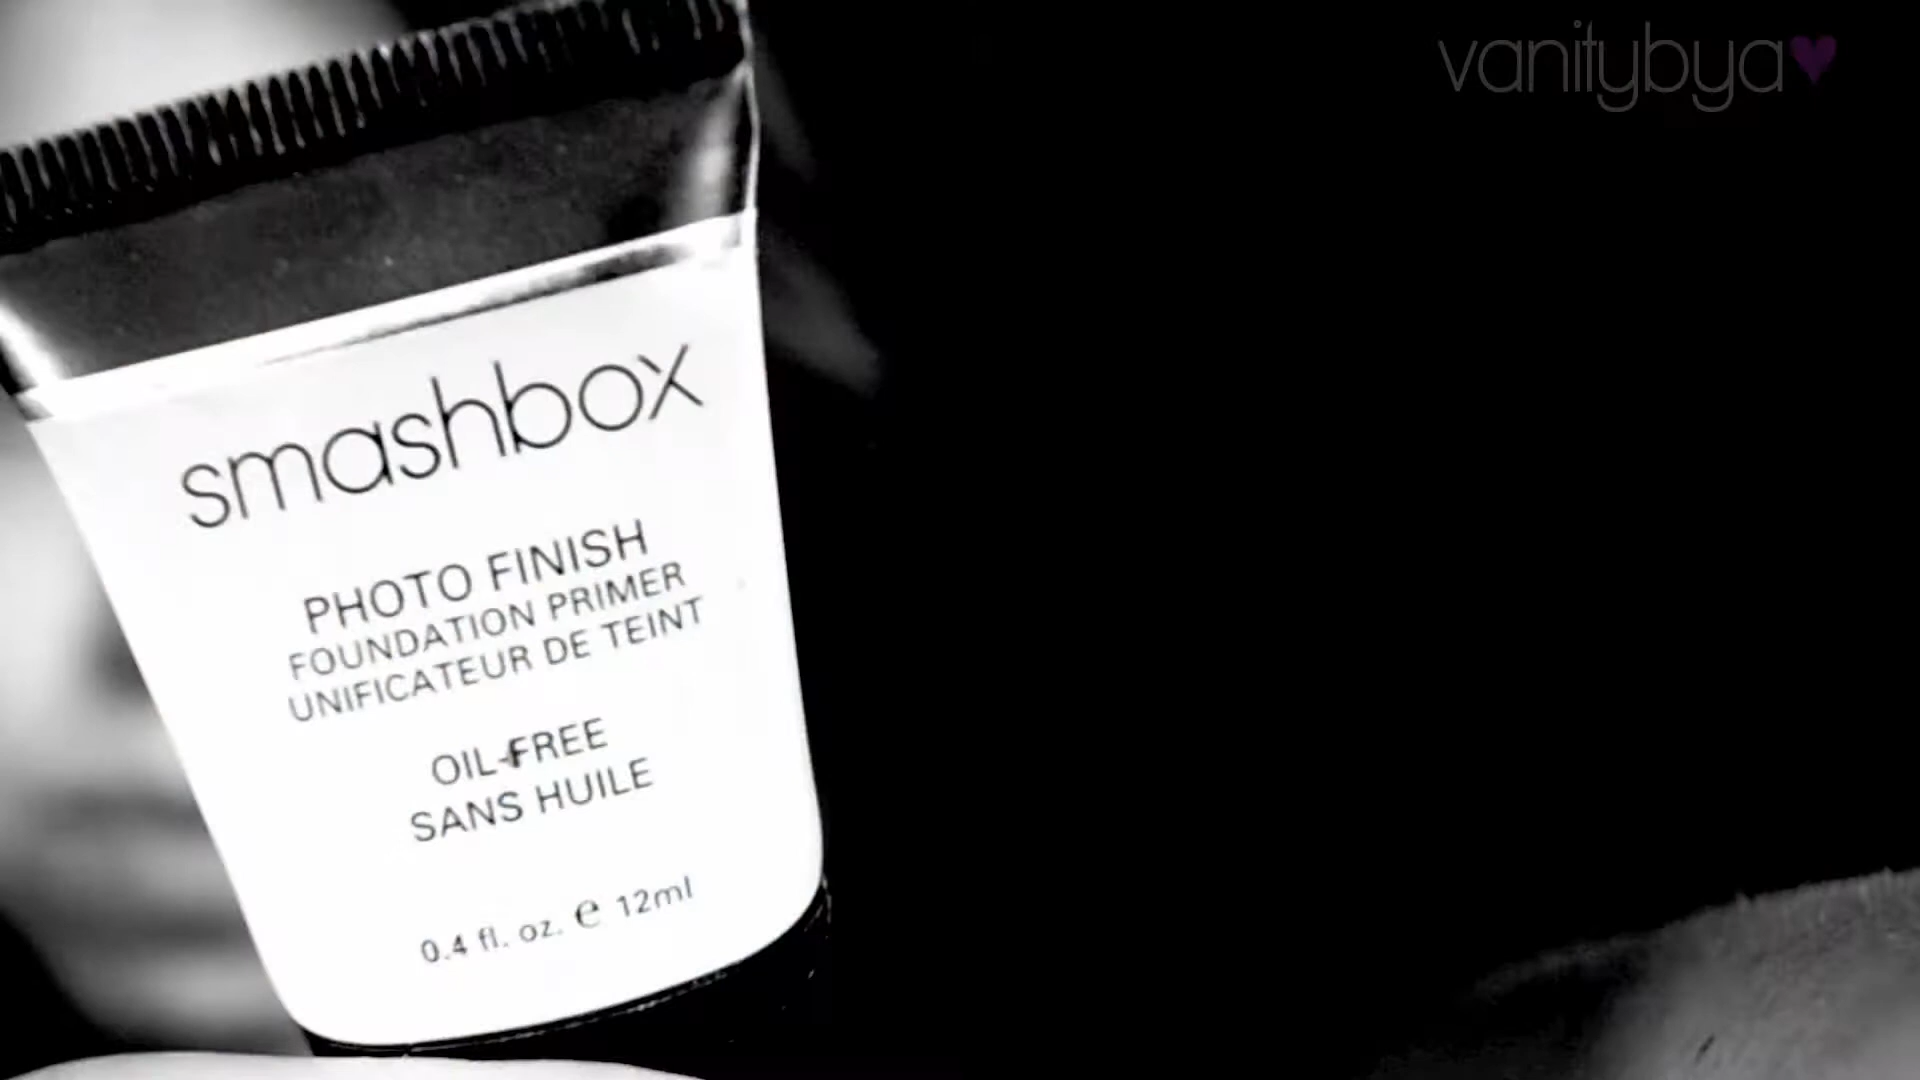 vanitybya♥
smashbox
PHOTO FINISH
FOUNDATION PRIMER
UNIFICATEUR DE TEINT
OIL-FREE
SANS HUILE
0.4 fl. oz. e 12ml